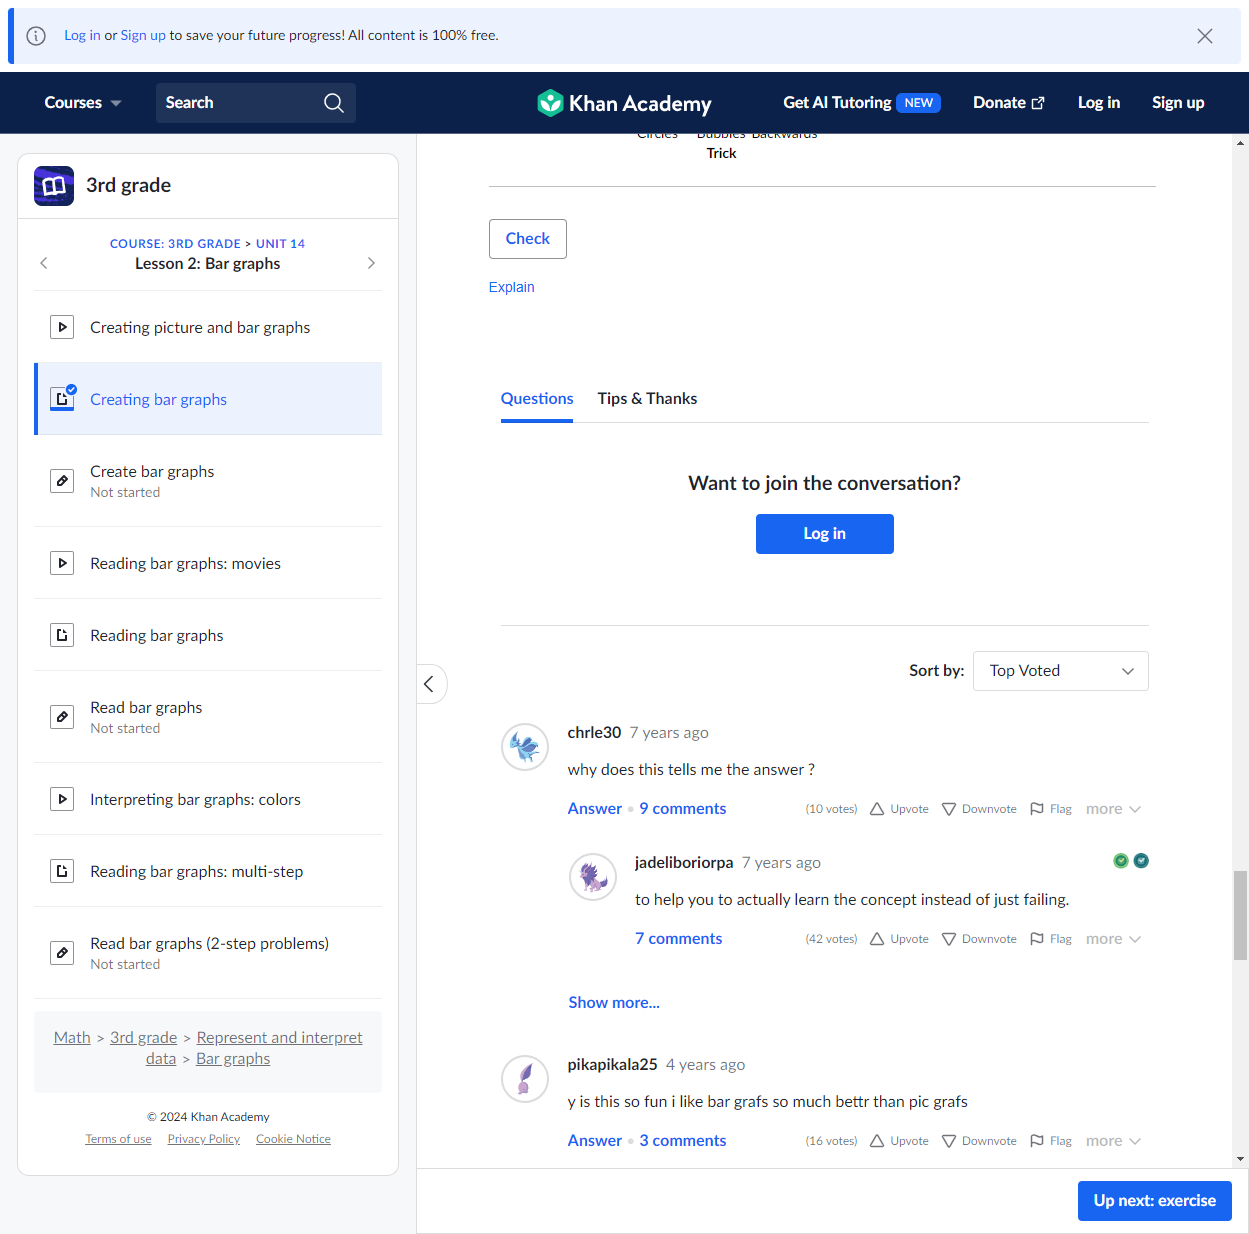 Log in or Sign up to save your future progress! All content is 100% free.
Courses
Search
Khan Academy
Get AI Tutoring NEW
Donate
Log in
Sign up
3rd grade
COURSE: 3RD GRADE > UNIT 14
Lesson 2: Bar graphs
Creating picture and bar graphs
Creating bar graphs
Create bar graphs
Not started
Reading bar graphs: movies
Reading bar graphs
Read bar graphs
Not started
Interpreting bar graphs: colors
Reading bar graphs: multi-step
Read bar graphs (2-step problems)
Not started
Math > 3rd grade > Represent and interpret
data > Bar graphs
© 2024 Khan Academy
Terms of use Privacy Policy Cookie Notice
Circles Bubbles Backwards
Trick
Check
Explain
Questions Tips & Thanks
Want to join the conversation?
Log in
Sort by: Top Voted
chrle30 7 years ago
why does this tells me the answer ?
Answer • 9 comments (10 votes) Upvote Downvote Flag more
jadeliboriorpa 7 years ago
to help you to actually learn the concept instead of just failing.
7 comments (42 votes) Upvote Downvote Flag more
Show more...
pikapikala25 4 years ago
y is this so fun i like bar grafs so much bettr than pic grafs
Answer • 3 comments (16 votes) Upvote Downvote Flag more
Up next: exercise